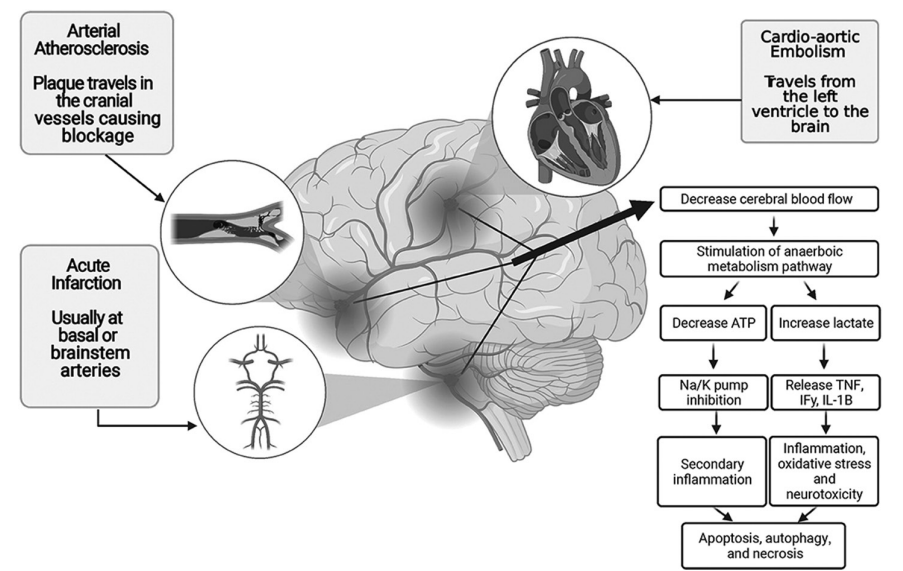 Arterial
Atherosclerosis
Plaque travels in
the cranial
vessels causing
blockage
Acute
Infarction
Usually at
basal or
brainstem
arteries
Cardio-aortic
Embolism
Travels from
the left
ventricle to the
brain
Decrease cerebral blood flow
Stimulation of anaerboic
metabolism pathway
Decrease ATP
Increase lactate
Na/K pump
inhibition
Release TNF,
IFy, IL-1B
Secondary
inflammation
Inflammation,
oxidative stress
and
neurotoxicity
Apoptosis, autophagy,
and necrosis